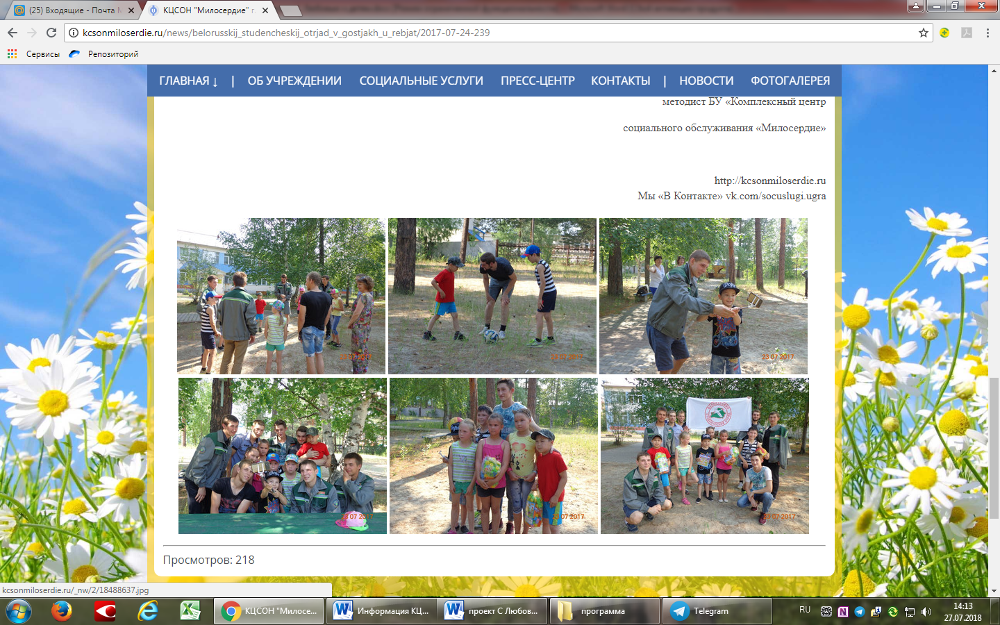 (25) Входящие - Почта M
КЦСОН "Милосердие" г.
kcsonmiloserdie.ru/news/belorusskij_studencheskij_otrjad_v_gostjakh_u_rebjat/2017-07-24-239
Сервисы Репозиторий
ГЛАВНАЯ ↓ | ОБ УЧРЕЖДЕНИИ СОЦИАЛЬНЫЕ УСЛУГИ ПРЕСС-ЦЕНТР КОНТАКТЫ | НОВОСТИ ФОТОГАЛЕРЕЯ
методист БУ «Комплексный центр
социального обслуживания «Милосердие»
http://kcsonmiloserdie.ru
Мы «В Контакте» vk.com/socuslugi.ugra
23 07 2017
23 07 2017
23 07 2017
23 07 2017
23 07 2017
23 07 2017
Просмотров: 218
kcsonmiloserdie.ru/_nw/2/18488637.jpg
КЦСОН "Милосе...
Информация КЦ...
проект С Любов...
программа
Telegram
RU
14:13
27.07.2018